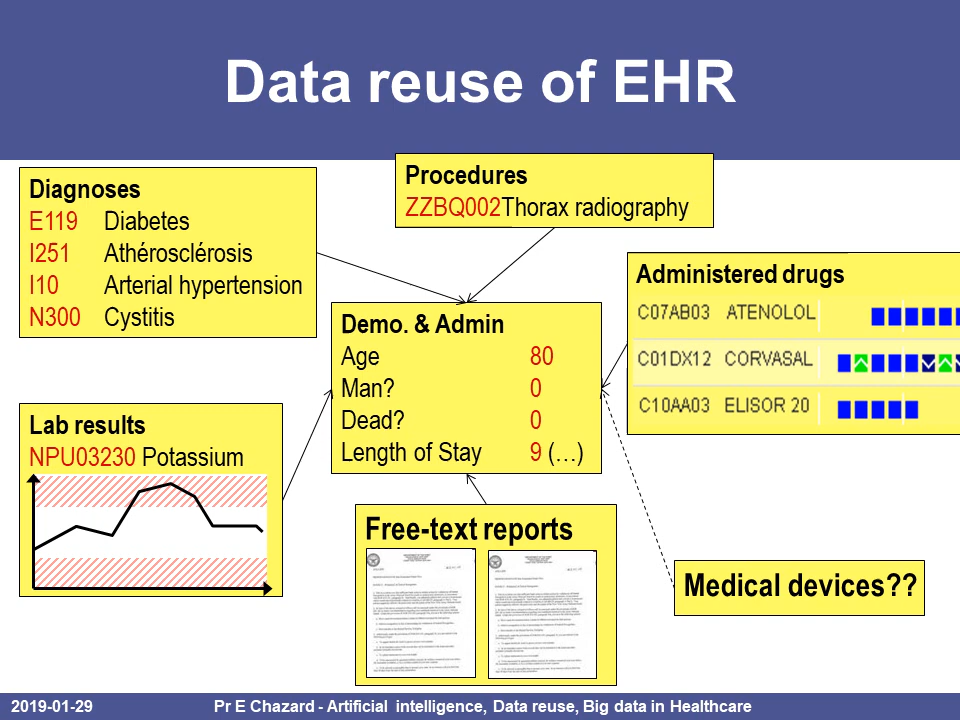 Data reuse of EHR
Diagnoses
E119 Diabetes
I251 Athérosclérosis
I10 Arterial hypertension
N300 Cystitis
Procedures
ZZBQ002Thorax radiography
Administered drugs
C07AB03 ATENOLOL
C01DX12 CORVASAL
C10AA03 ELISOR 20
Demo. & Admin
Age 80
Man? 0
Dead? 0
Length of Stay 9 (…)
Lab results
NPU03230 Potassium
Free-text reports
Medical devices??
2019-01-29
Pr E Chazard - Artificial intelligence, Data reuse, Big data in Healthcare